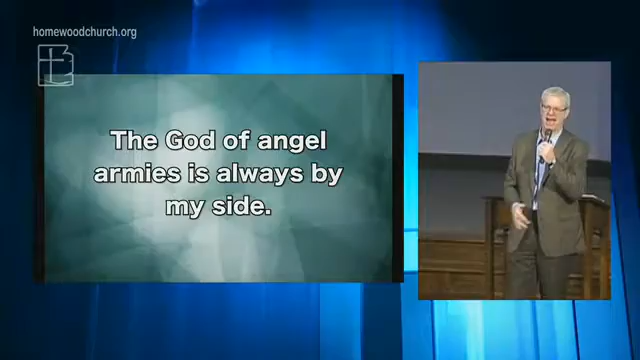 homewoodchurch.org
The God of angel
armies is always by
my side.